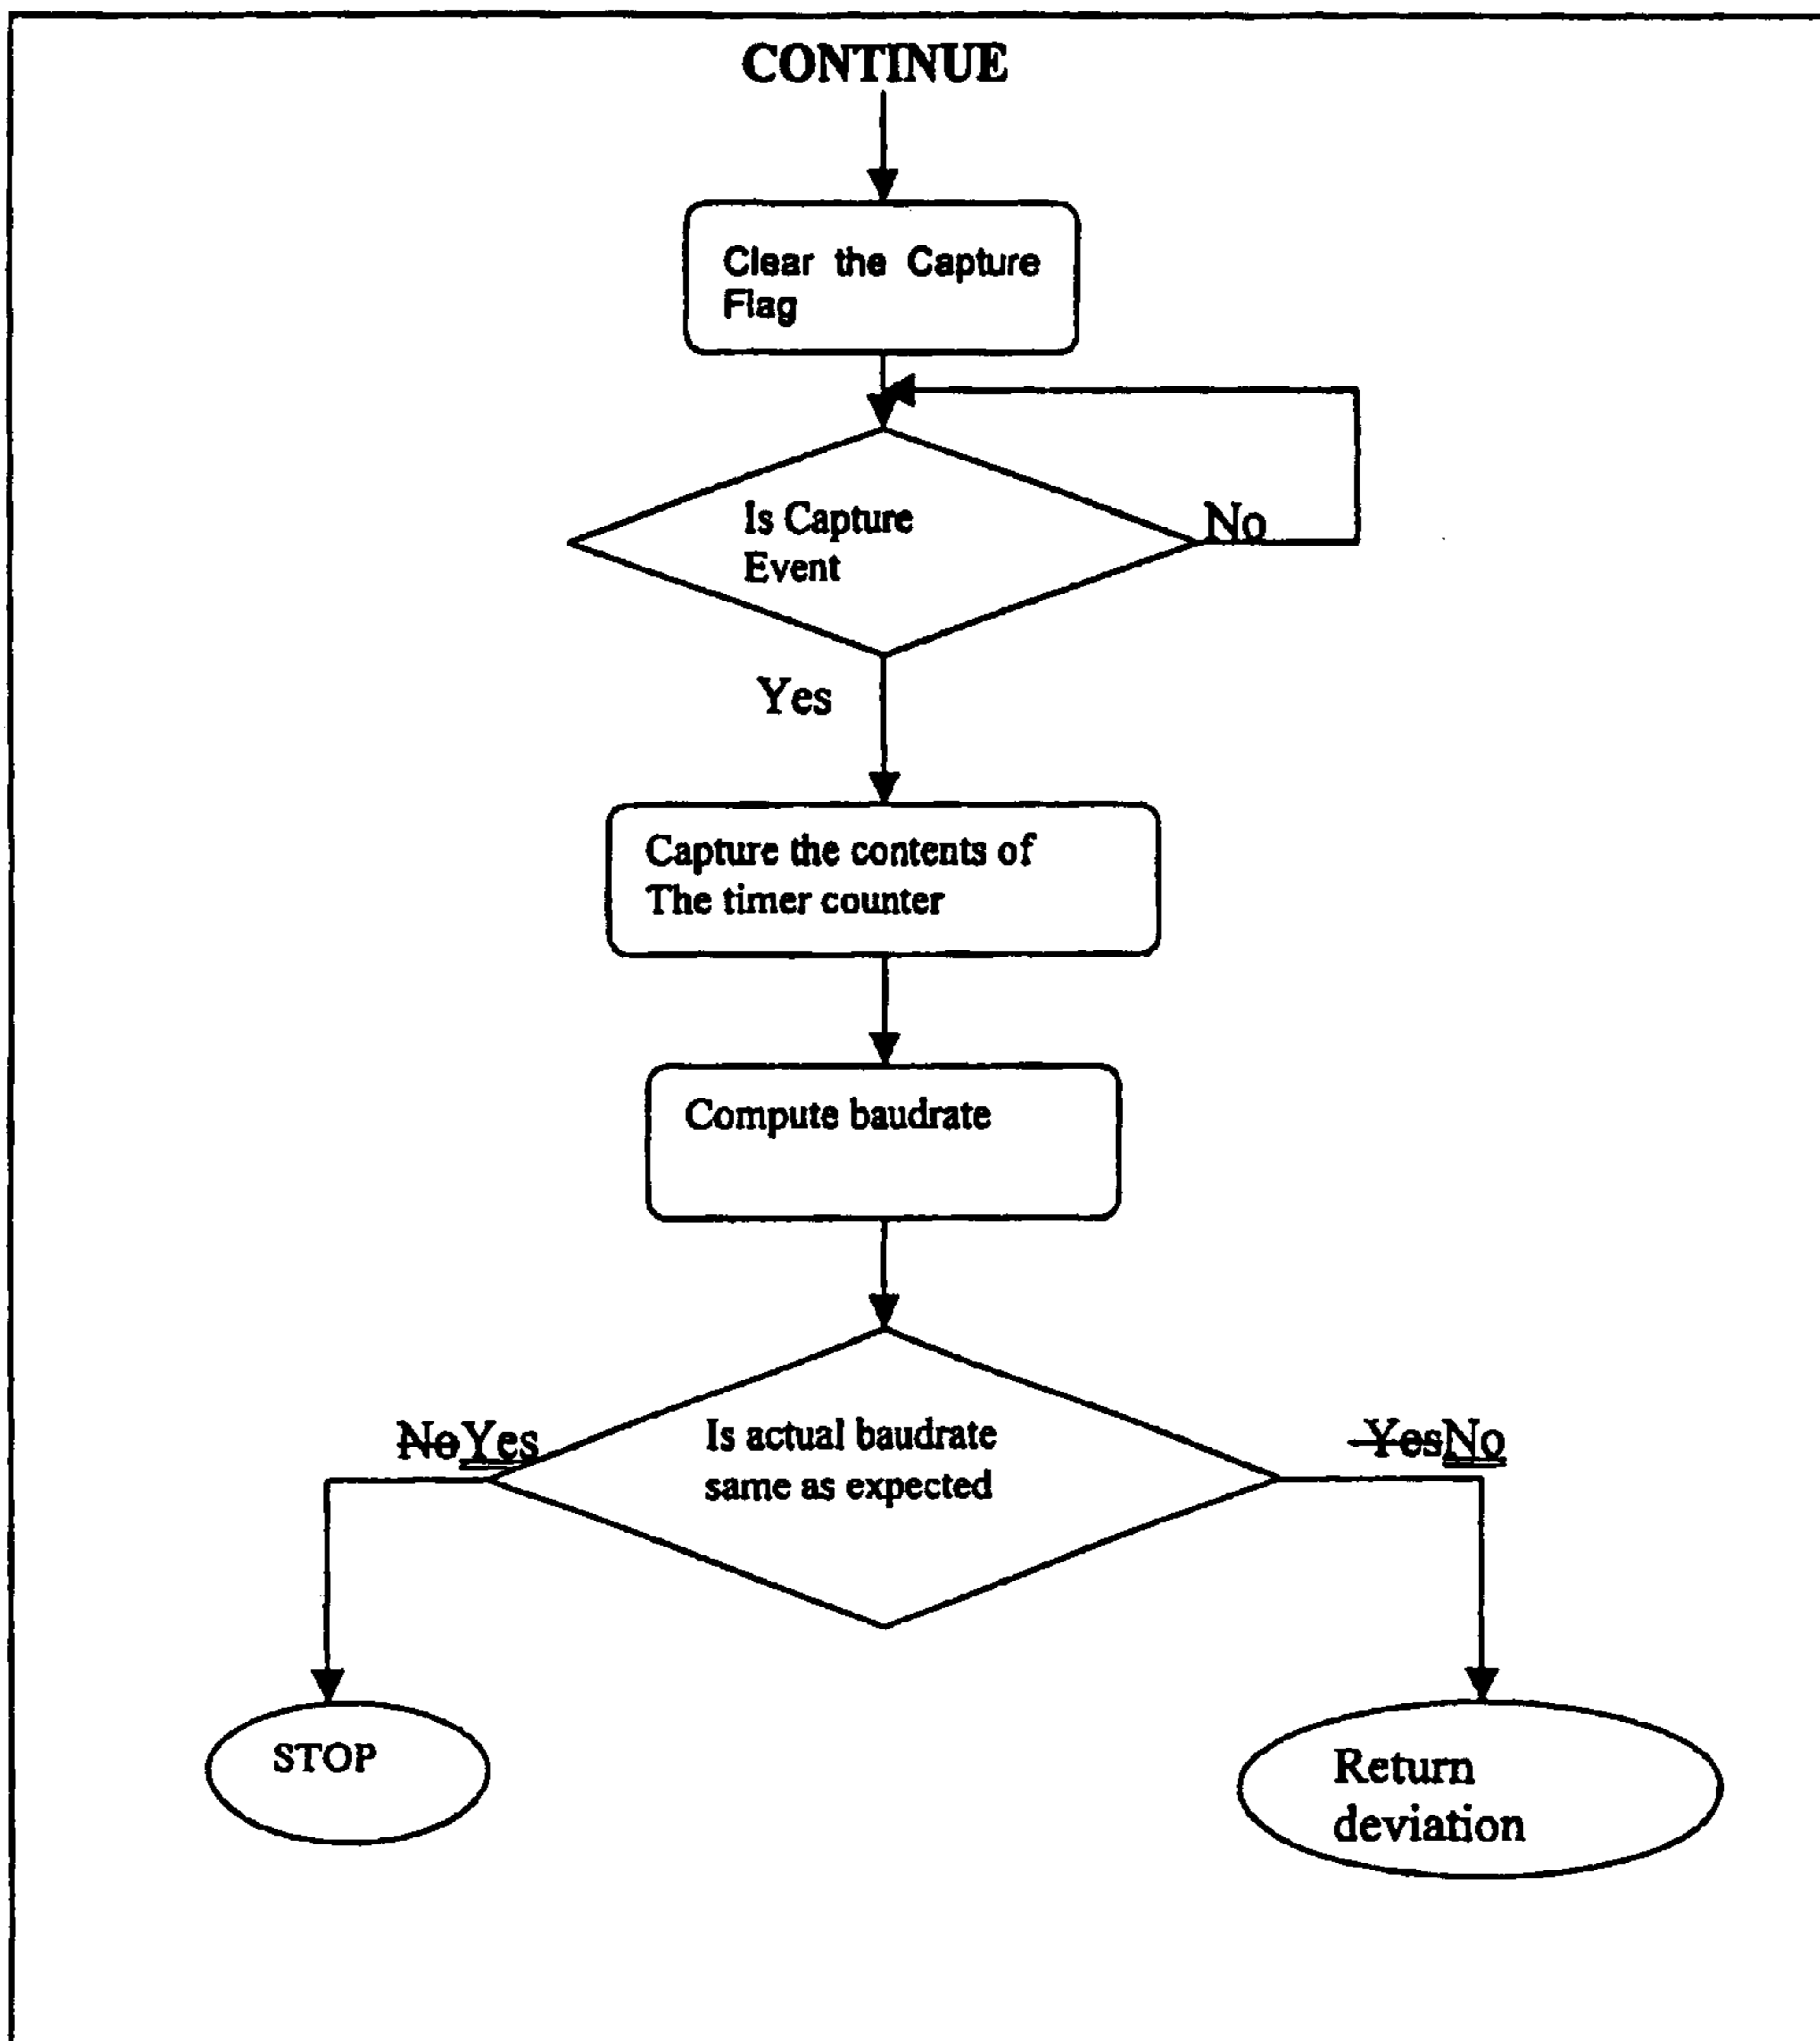 CONTINUE
Clear the Capture
Flag
Is Capture
Event
No
Yes
Capture the contents of
The timer counter
Compute baudrate
Is actual baudrate
same as expected
NoYes
YesNo
STOP
Return
deviation